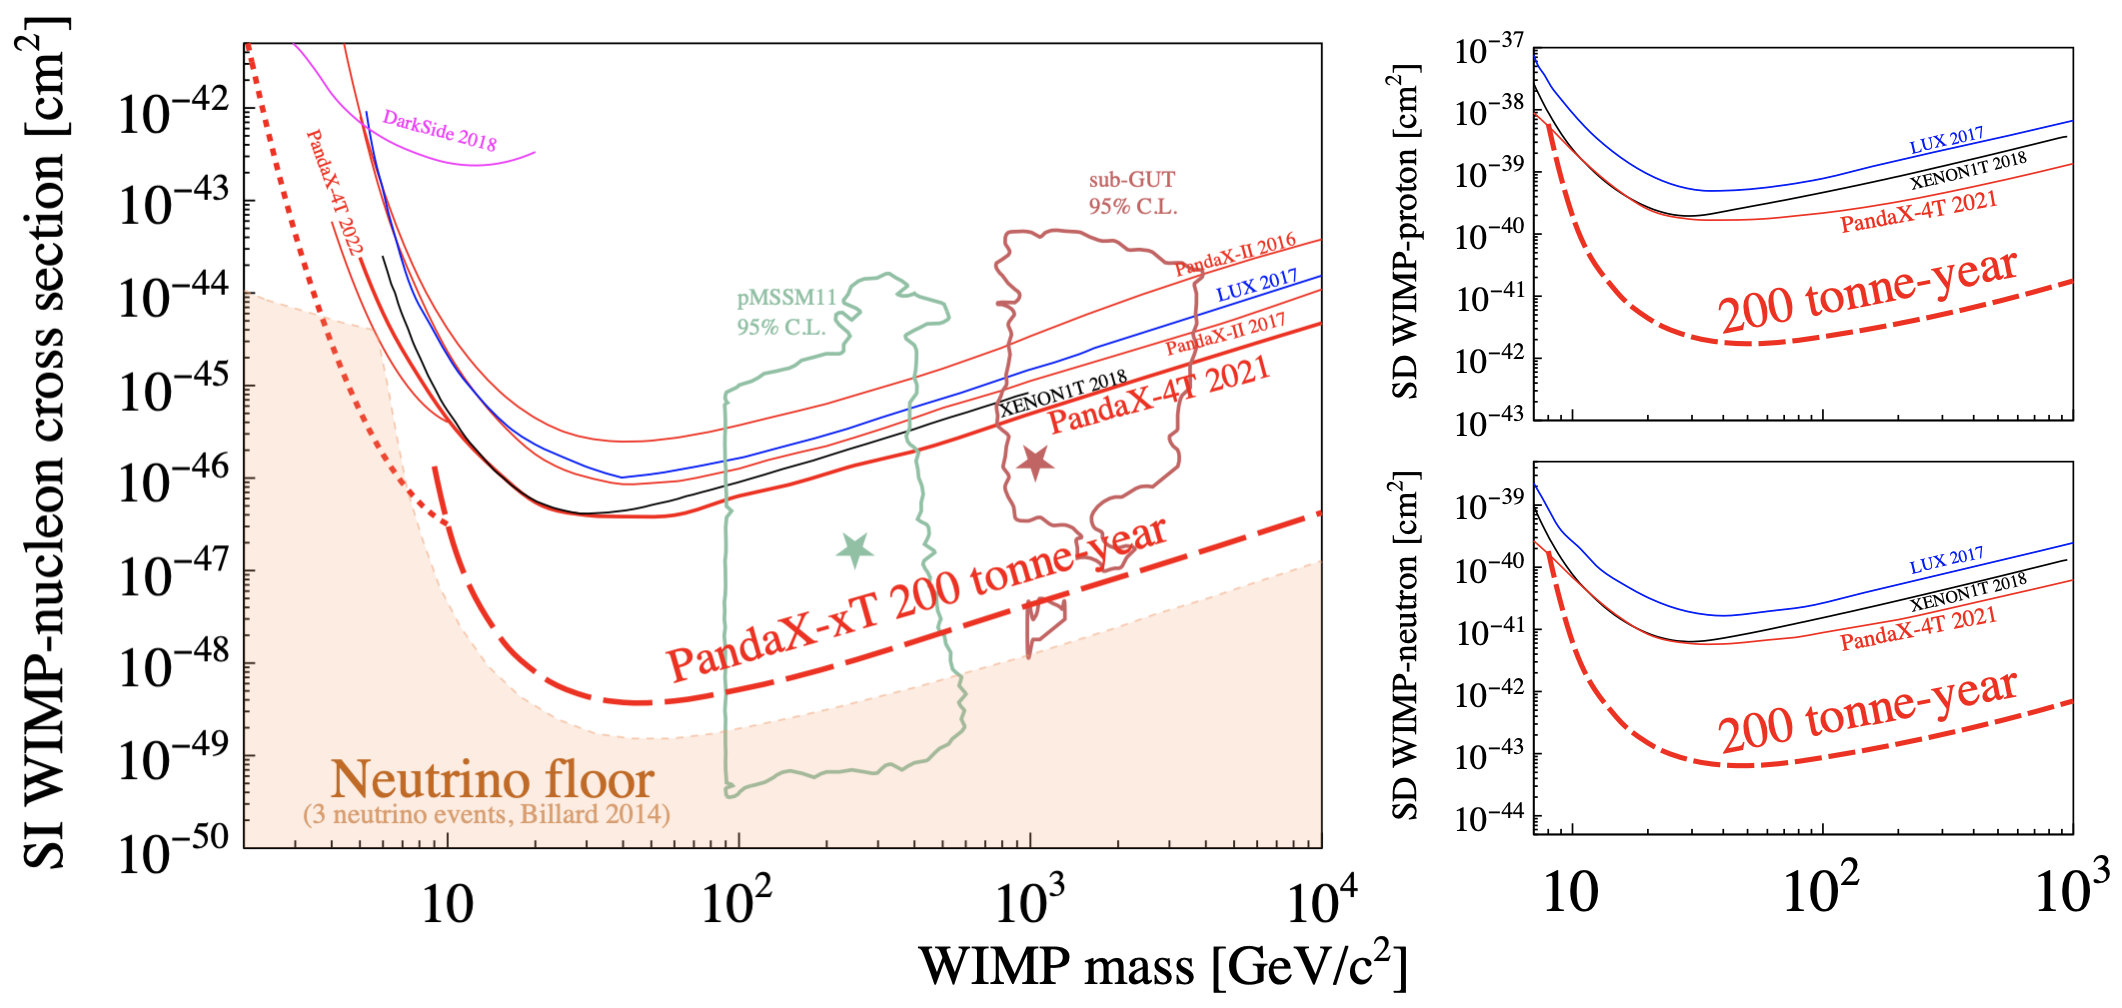 SI WIMP-nucleon cross section [cm²]
10⁻⁴²
10⁻⁴³
10⁻⁴⁴
10⁻⁴⁵
10⁻⁴⁶
10⁻⁴⁷
10⁻⁴⁸
10⁻⁴⁹
10⁻⁵⁰
DarkSide 2018
PandaX-4T 2022
sub-GUT
95% C.L.
pMSSM11
95% C.L.
PandaX-II 2016
LUX 2017
PandaX-II 2017
XENON1T 2018
PandaX-4T 2021
PandaX-xT 200 tonne-year
Neutrino floor
(3 neutrino events, Billard 2014)
10
10²
10³
10⁴
WIMP mass [GeV/c²]
SD WIMP-proton [cm²]
10⁻³⁷
10⁻³⁸
10⁻³⁹
10⁻⁴⁰
10⁻⁴¹
10⁻⁴²
10⁻⁴³
LUX 2017
XENON1T 2018
PandaX-4T 2021
200 tonne-year
SD WIMP-neutron [cm²]
10⁻³⁹
10⁻⁴⁰
10⁻⁴¹
10⁻⁴²
10⁻⁴³
10⁻⁴⁴
LUX 2017
XENON1T 2018
PandaX-4T 2021
200 tonne-year
10
10²
10³